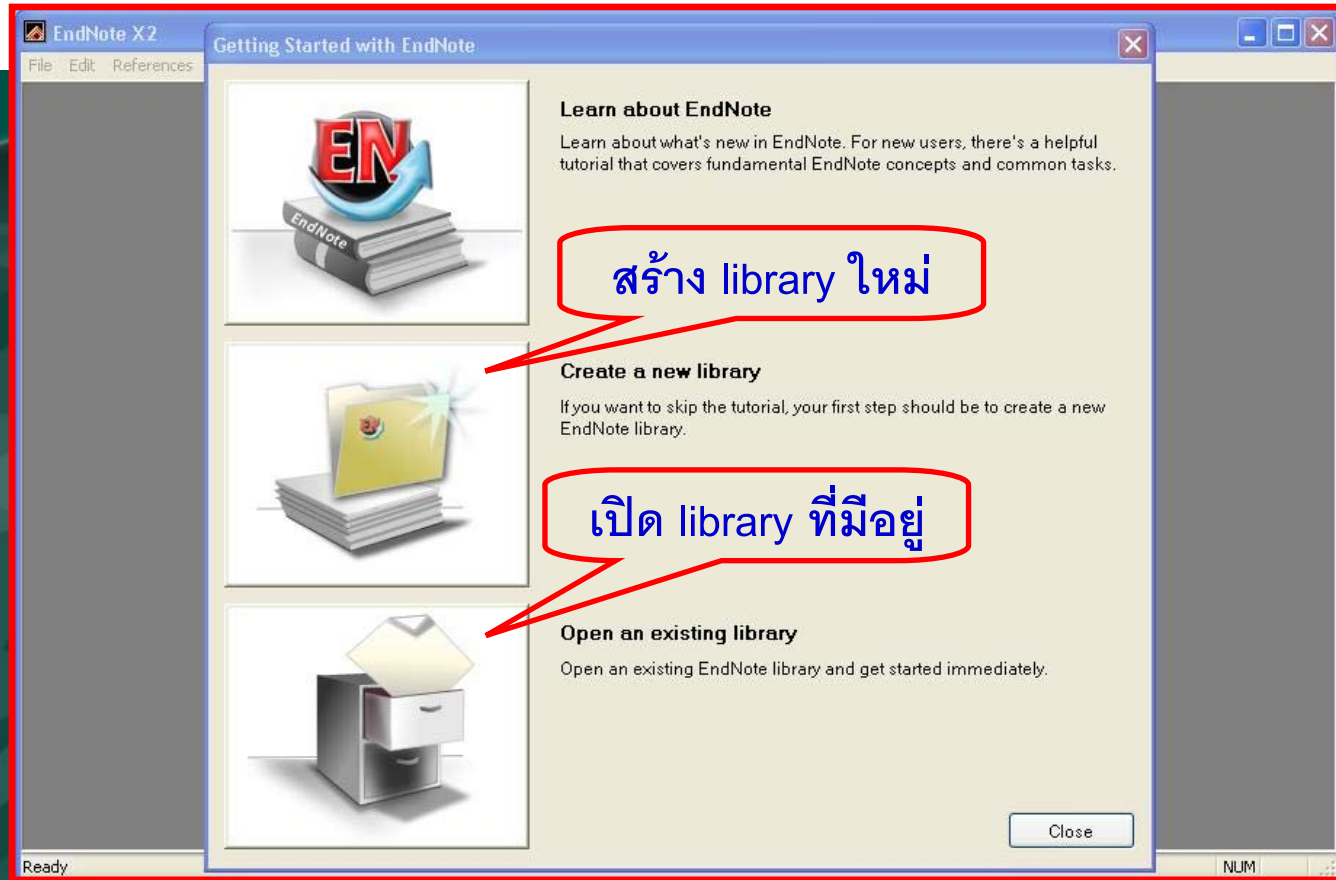 EndNote X2
Getting Started with EndNote
File Edit References
EN
EndNote
Learn about EndNote
Learn about what's new in EndNote. For new users, there's a helpful
tutorial that covers fundamental EndNote concepts and common tasks.
สร้าง library ใหม่
EN
Create a new library
If you want to skip the tutorial, your first step should be to create a new
EndNote library.
เปิด library ที่มีอยู่
Open an existing library
Open an existing EndNote library and get started immediately.
Close
Ready
NUM